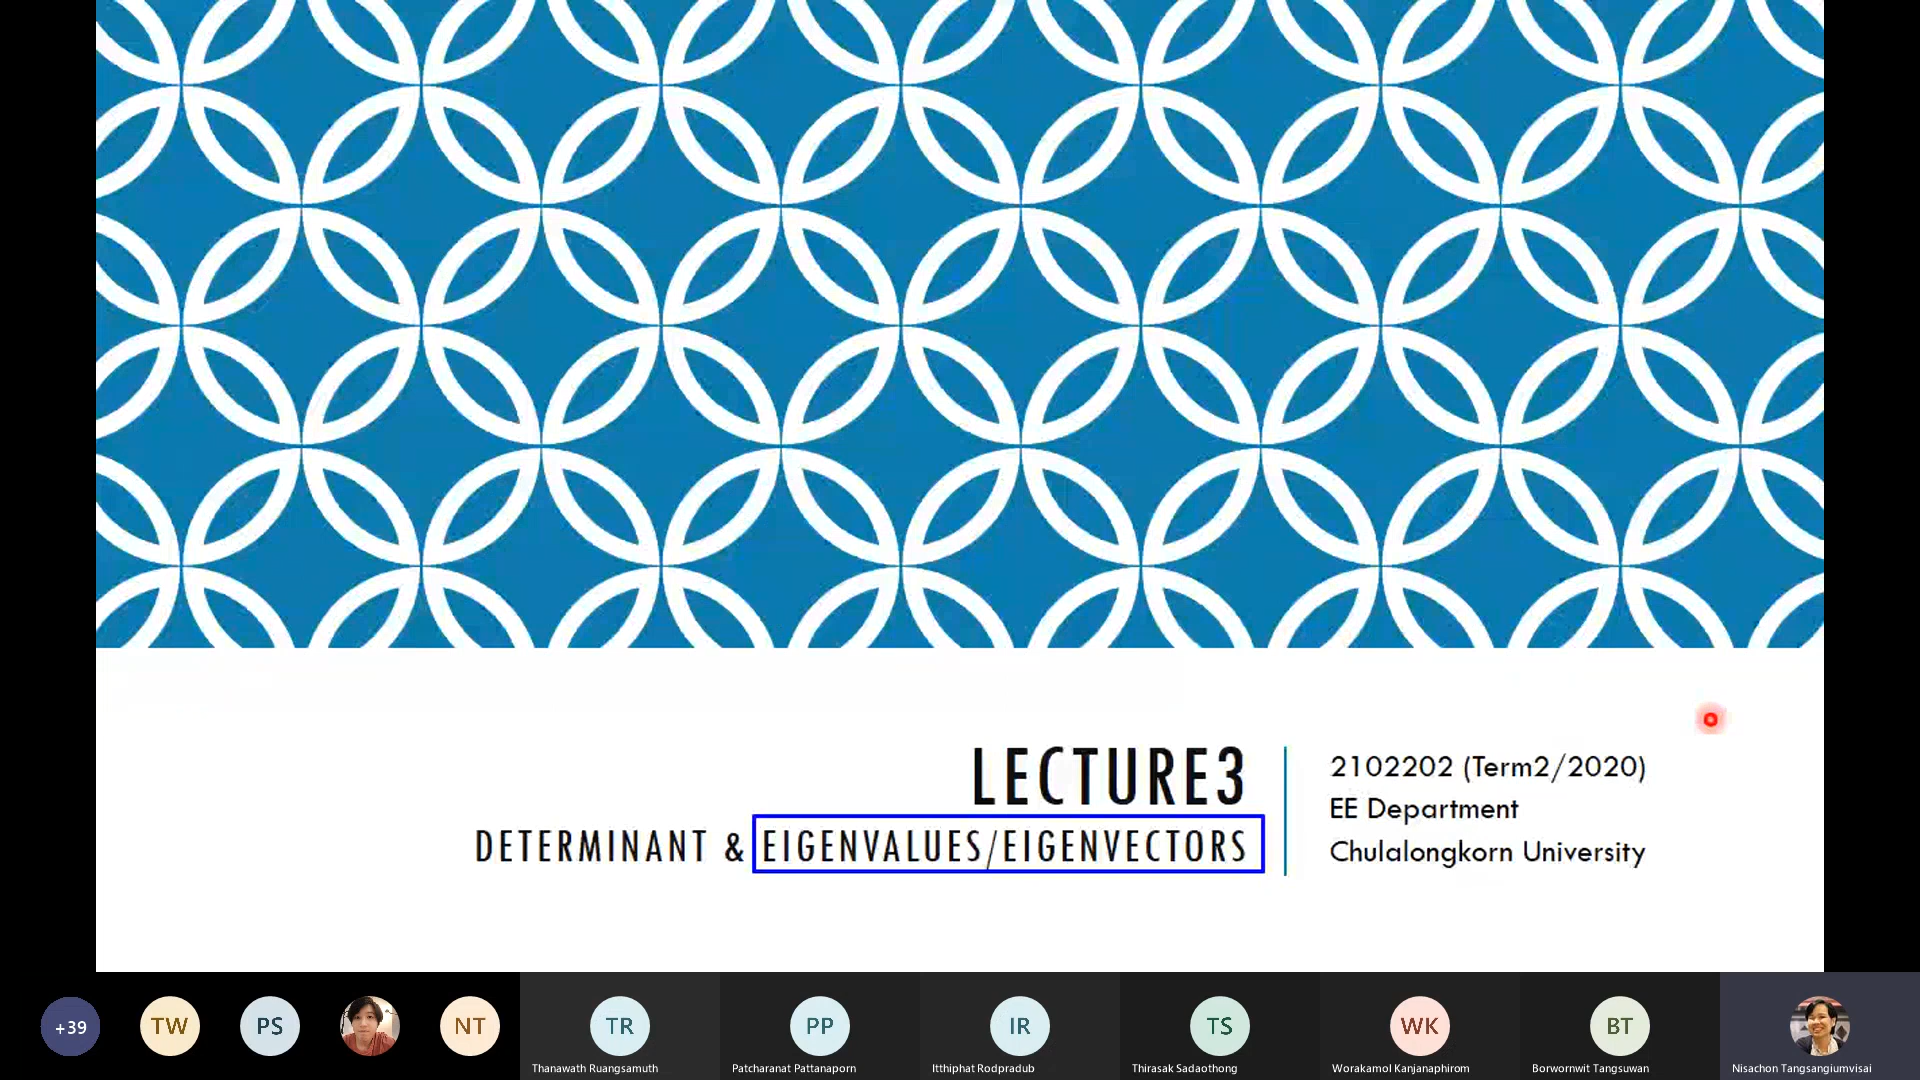 LECTURE3
DETERMINANT & EIGENVALUES/EIGENVECTORS
2102202 (Term2/2020)
EE Department
Chulalongkorn University
+39
TW
PS
NT
TR
PP
IR
TS
WK
BT
Thanawath Ruangsamuth
Patcharanat Pattanaporn
Itthiphat Rodpradub
Thirasak Sadaothong
Worakamol Kanjanaphirom
Borwornwit Tangsuwan
Nisachon Tangsangiumvisai